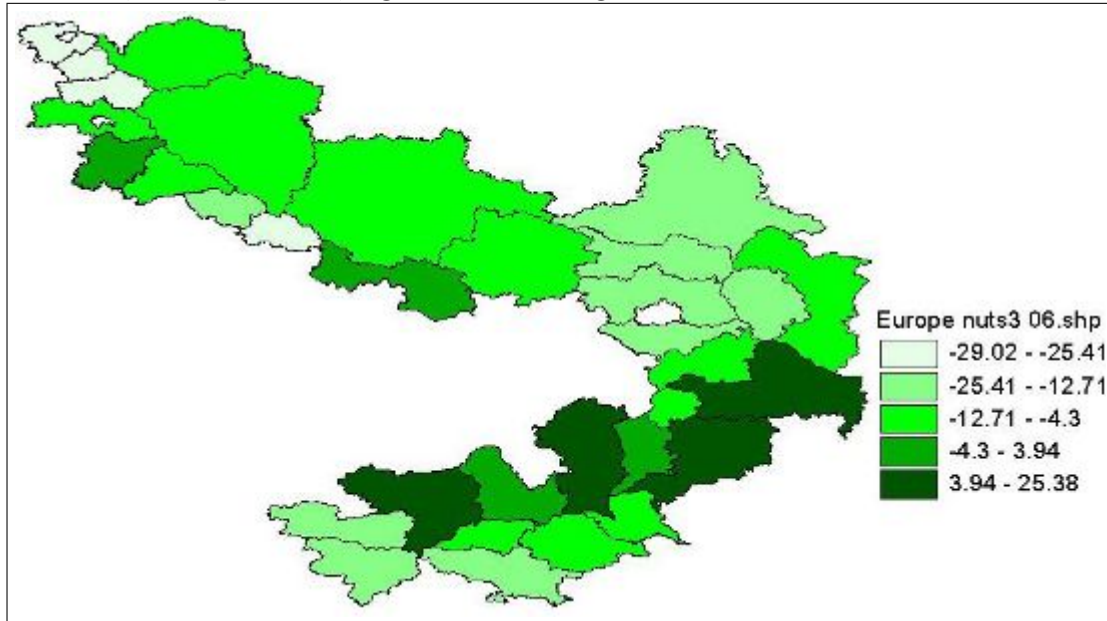 Europe nuts3 06.shp
-29.02 - -25.41
-25.41 - -12.71
-12.71 - -4.3
-4.3 - 3.94
3.94 - 25.38